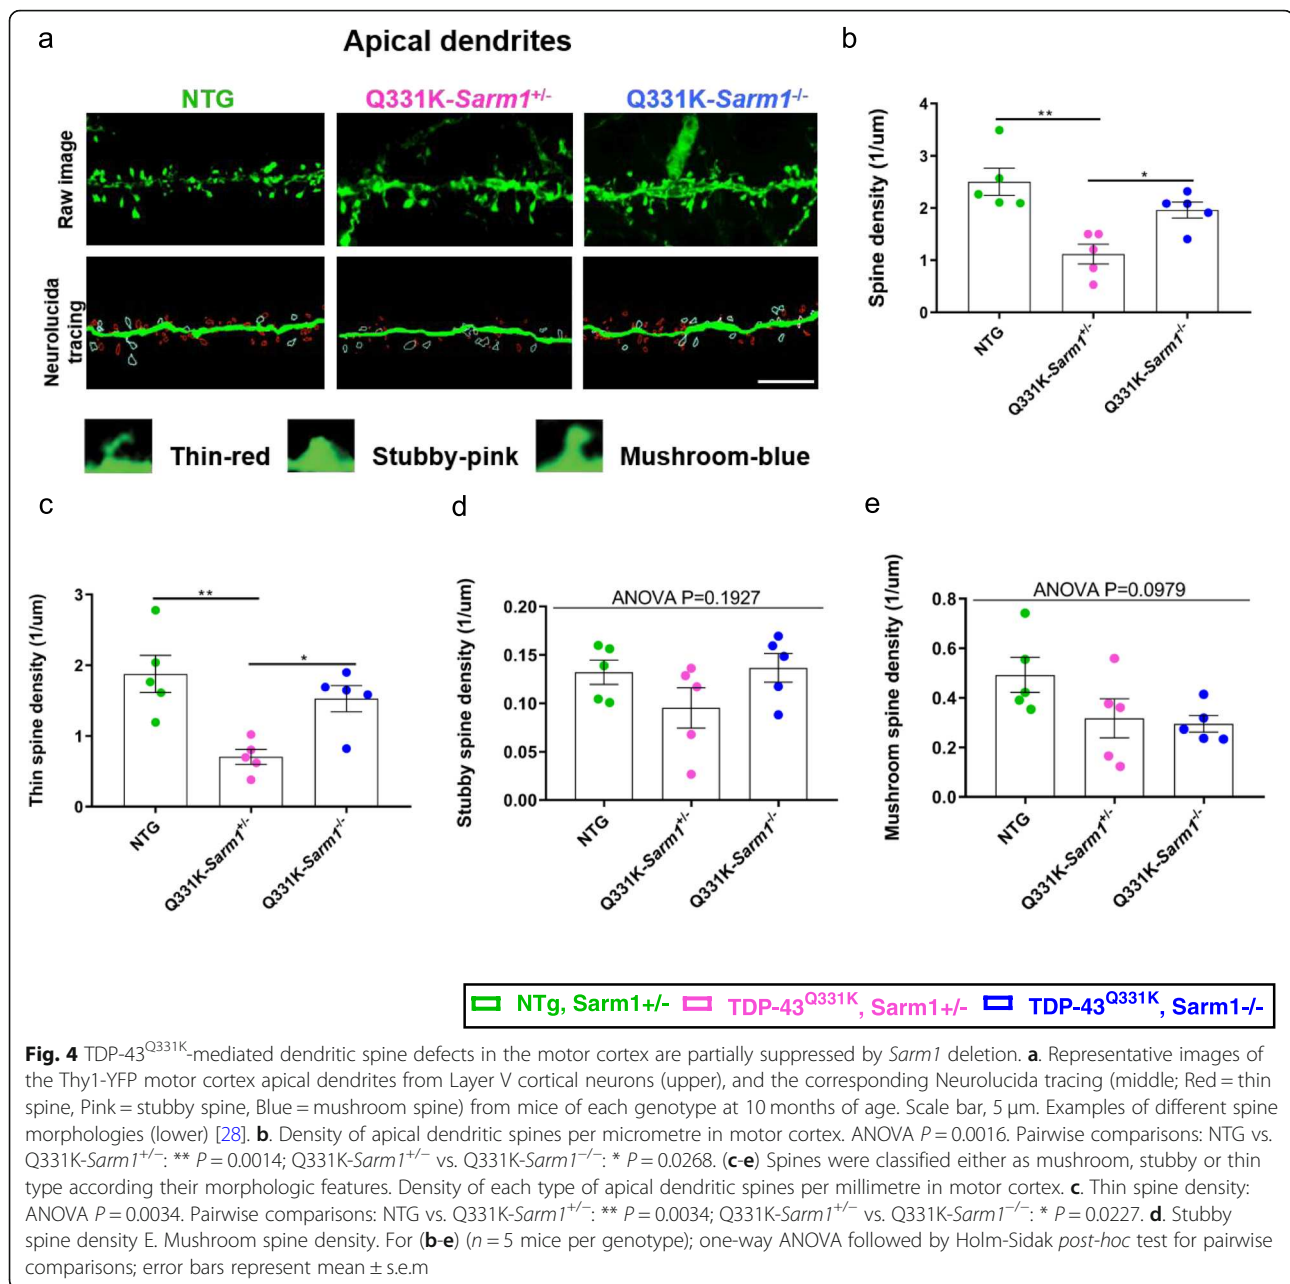 a
Apical dendrites
NTG
Q331K-Sarm1+/-
Q331K-Sarm1-/-
Raw image
Neurolucida
tracing
Thin-red
Stubby-pink
Mushroom-blue
b
Spine density (1/um)
4
3
2
1
0
**
*
NTG
Q331K-Sarm1+/-
Q331K-Sarm1-/-
c
Thin spine density (1/um)
3
2
1
0
**
*
NTG
Q331K-Sarm1+/-
Q331K-Sarm1-/-
d
Stubby spine density (1/um)
ANOVA P=0.1927
0.20
0.15
0.10
0.05
0.00
NTG
Q331K-Sarm1+/-
Q331K-Sarm1-/-
e
Mushroom spine density (1/um)
ANOVA P=0.0979
0.8
0.6
0.4
0.2
0.0
NTG
Q331K-Sarm1+/-
Q331K-Sarm1-/-
NTg, Sarm1+/- TDP-43Q331K, Sarm1+/- TDP-43Q331K, Sarm1-/-
Fig. 4 TDP-43Q331K-mediated dendritic spine defects in the motor cortex are partially suppressed by Sarm1 deletion. a. Representative images of
the Thy1-YFP motor cortex apical dendrites from Layer V cortical neurons (upper), and the corresponding Neurolucida tracing (middle; Red = thin
spine, Pink = stubby spine, Blue = mushroom spine) from mice of each genotype at 10 months of age. Scale bar, 5 μm. Examples of different spine
morphologies (lower) [28]. b. Density of apical dendritic spines per micrometre in motor cortex. ANOVA P = 0.0016. Pairwise comparisons: NTG vs.
Q331K-Sarm1+/−: ** P = 0.0014; Q331K-Sarm1+/− vs. Q331K-Sarm1−/−: * P = 0.0268. (c-e) Spines were classified either as mushroom, stubby or thin
type according their morphologic features. Density of each type of apical dendritic spines per millimetre in motor cortex. c. Thin spine density:
ANOVA P = 0.0034. Pairwise comparisons: NTG vs. Q331K-Sarm1+/−: ** P = 0.0034; Q331K-Sarm1+/− vs. Q331K-Sarm1−/−: * P = 0.0227. d. Stubby
spine density E. Mushroom spine density. For (b-e) (n = 5 mice per genotype); one-way ANOVA followed by Holm-Sidak post-hoc test for pairwise
comparisons; error bars represent mean ± s.e.m